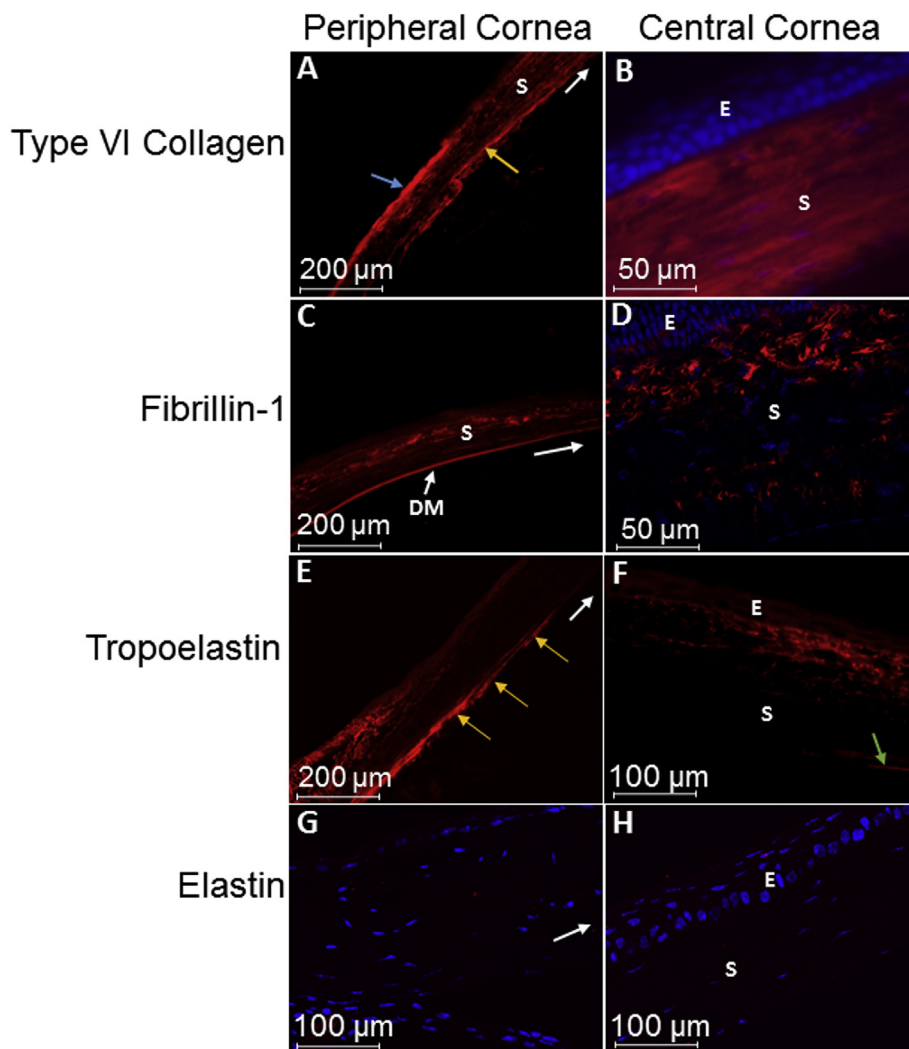 Peripheral Cornea Central Cornea
Type VI Collagen
A
S
200 µm
B
E
S
50 µm
Fibrillin-1
C
S
DM
200 µm
D
E
S
50 µm
Tropoelastin
E
200 µm
F
E
S
100 µm
Elastin
G
100 µm
H
E
S
100 µm